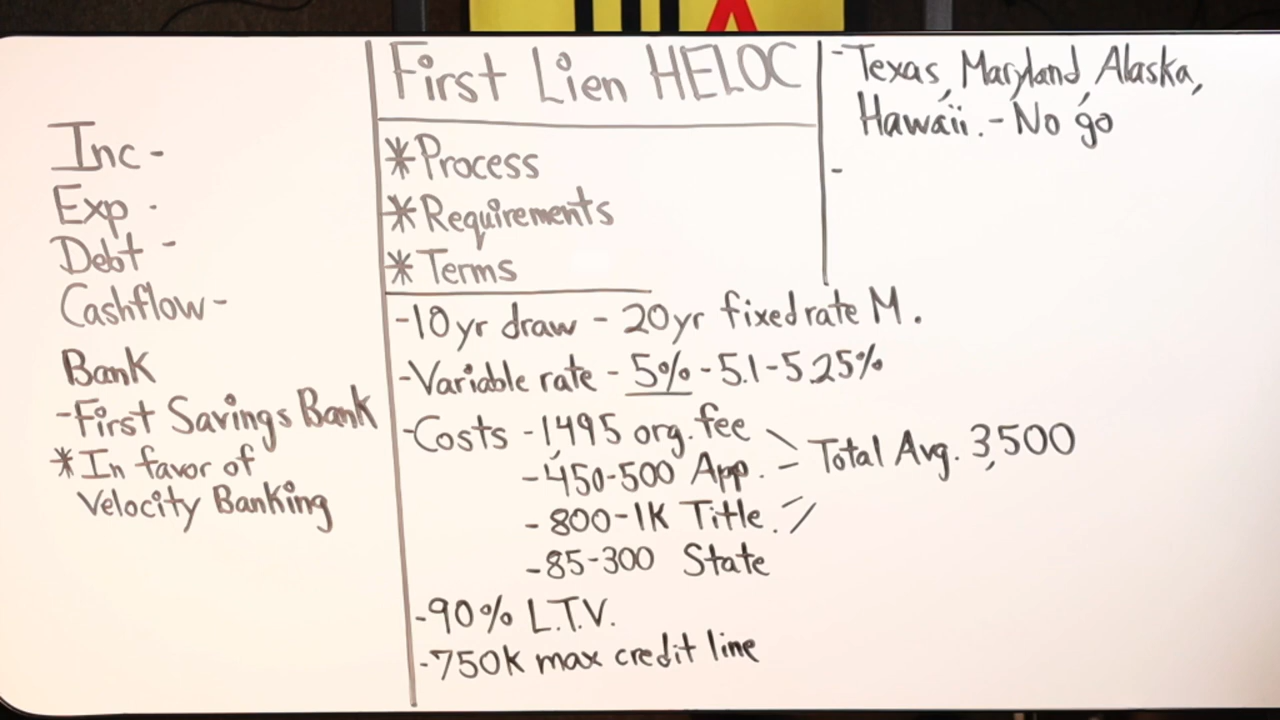 Inc -
Exp -
Debt -
Cashflow -
Bank
- First Savings Bank
* In favor of
Velocity Banking
First Lien HELOC
* Process
* Requirements
* Terms
- 10 yr draw - 20 yr fixed rate M.
- Variable rate - 5% - 5.1 - 5.25%
- Costs - 1,495 org. fee
- 450-500 App. - Total Avg. 3,500
- 800-1K Title.
- 85-300 State
- 90% L.T.V.
- 750K max credit line
- Texas, Maryland, Alaska,
Hawaii. - No go
-